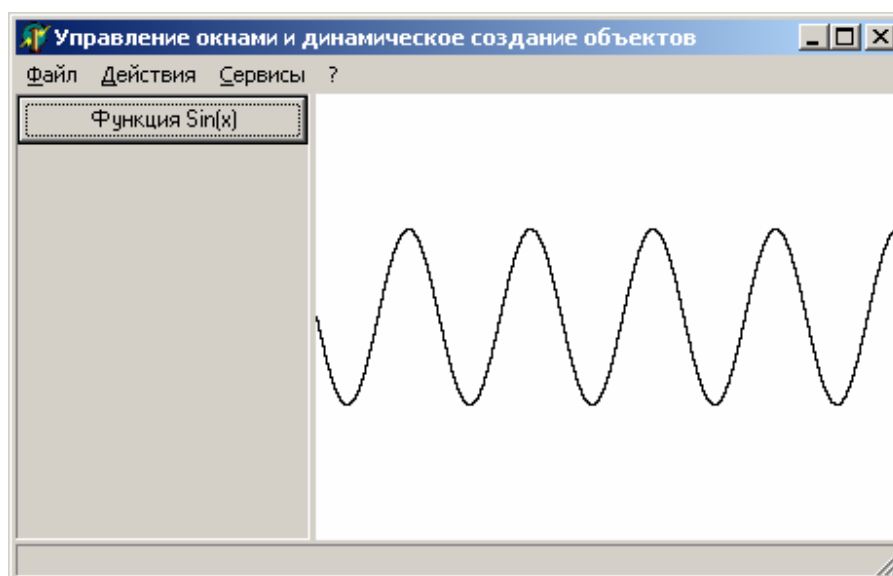 Управление окнами и динамическое создание объектов
Файл Действия Сервисы ?
Функция Sin(x)